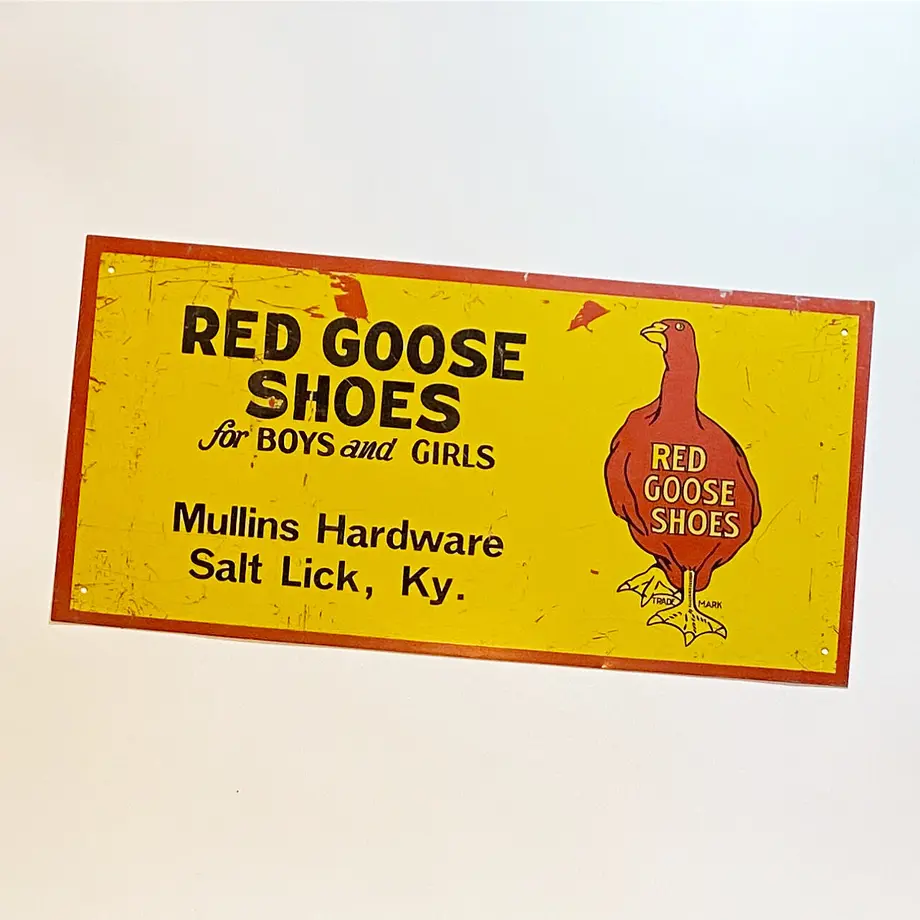 RED GOOSE
SHOES
for BOYS and GIRLS
Mullins Hardware
Salt Lick, Ky.
RED
GOOSE
SHOES
TRADE MARK